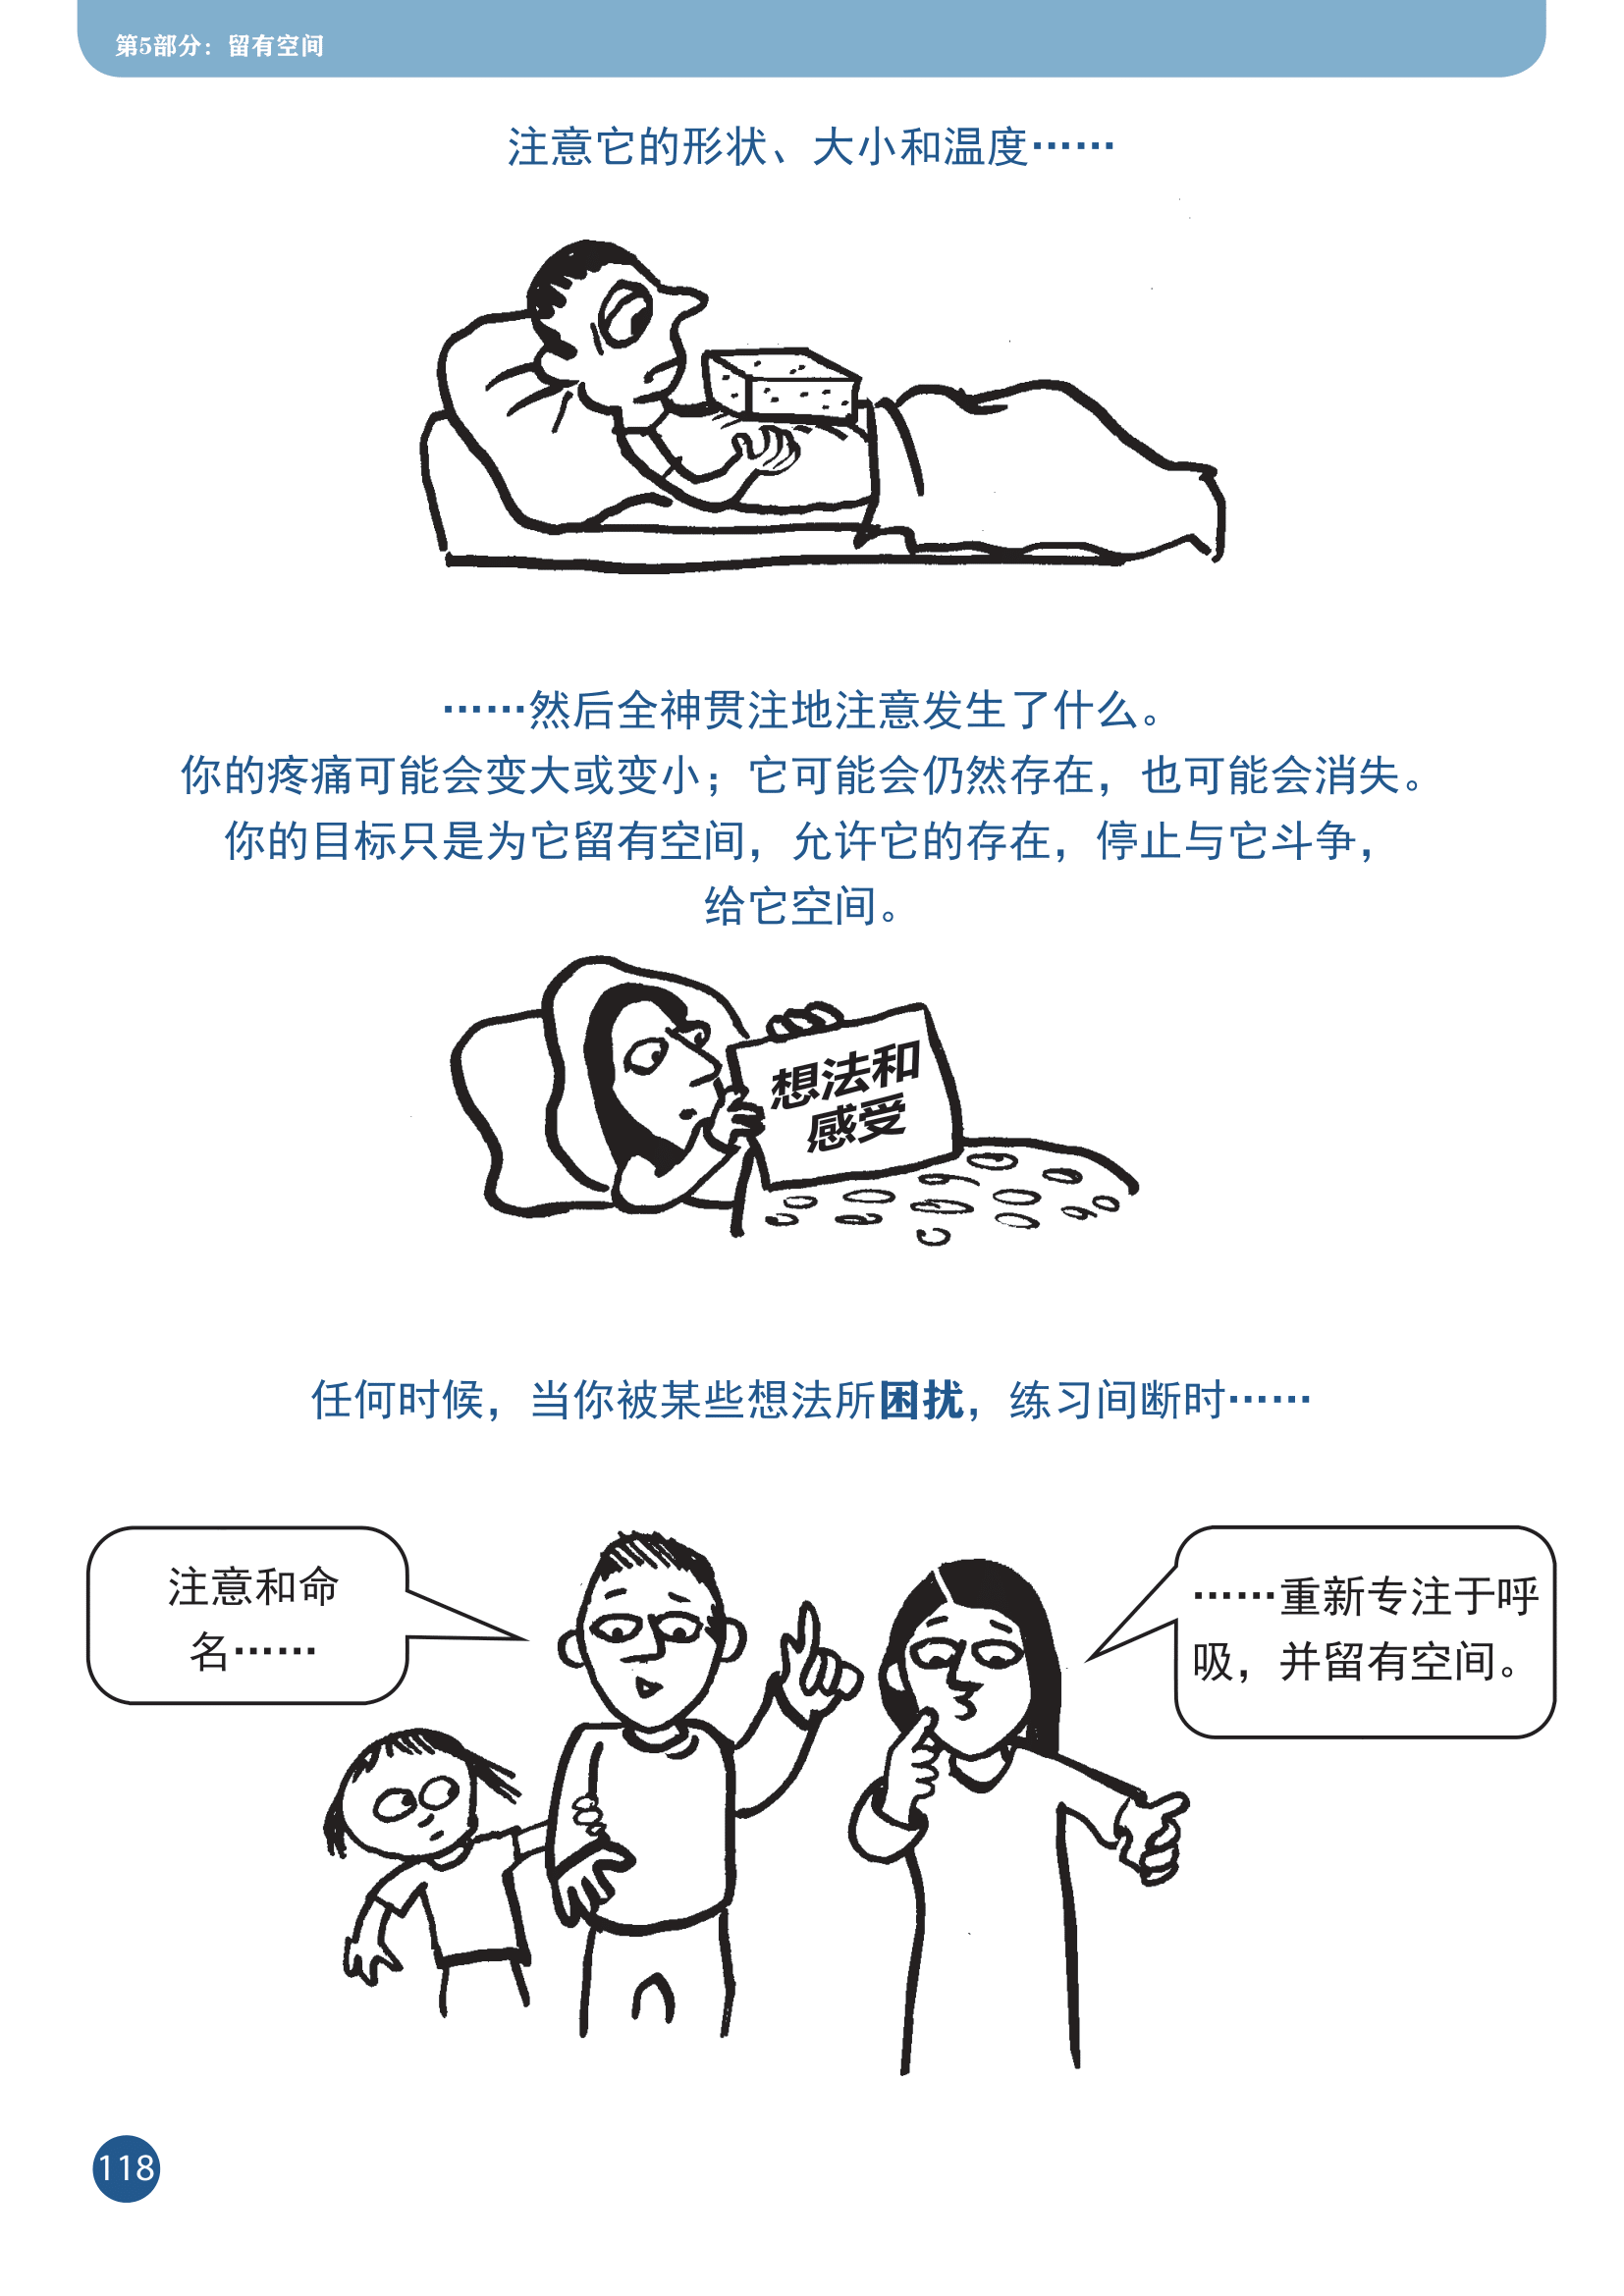 第5部分：留有空间
注意它的形状、大小和温度……
……然后全神贯注地注意发生了什么。
你的疼痛可能会变大或变小；它可能会仍然存在，也可能会消失。
你的目标只是为它留有空间，允许它的存在，停止与它斗争，
给它空间。
想法和
感受
任何时候，当你被某些想法所困扰，练习间断时……
注意和命
名……
……重新专注于呼
吸，并留有空间。
118